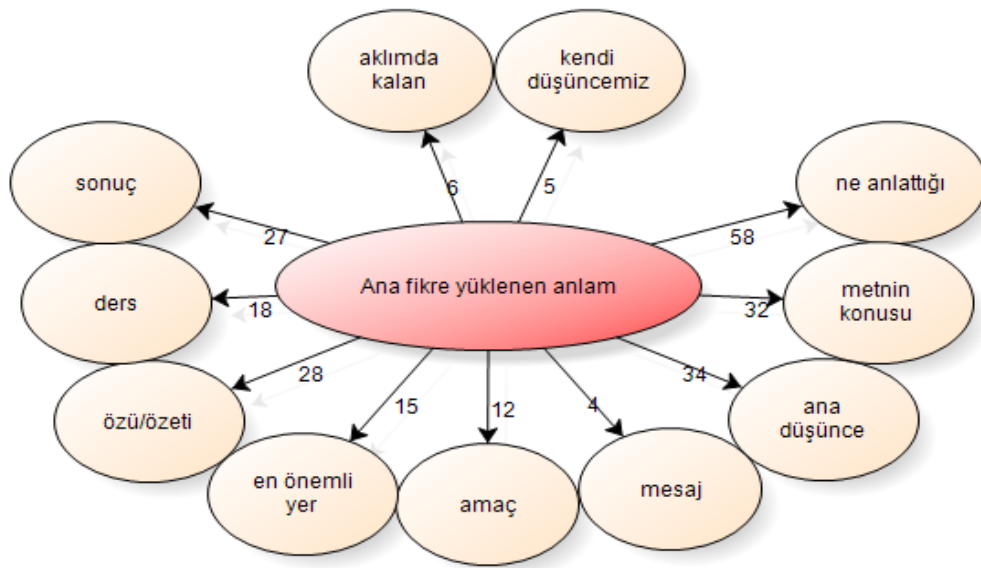 aklımda
kalan
kendi
düşüncemiz
sonuç
ne anlattığı
6
5
27
58
Ana fikre yüklenen anlam
ders
18
32
metnin
konusu
özü/özeti
28
15
12
4
34
ana
düşünce
en önemli
yer
amaç
mesaj